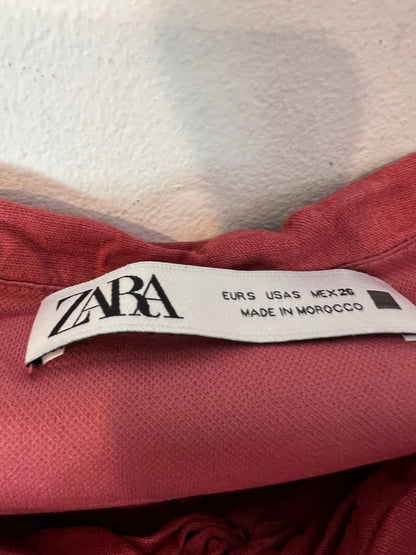 ZARA
EUR S USA S MEX 26
MADE IN MOROCCO